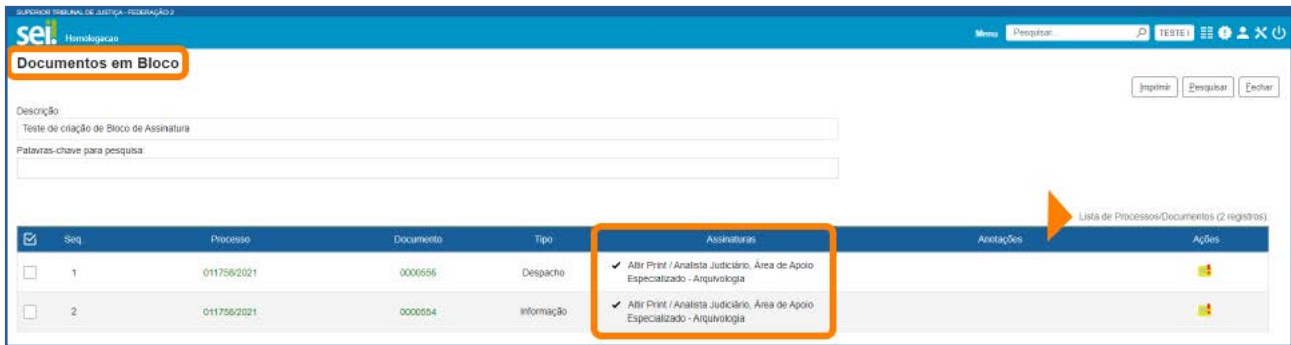 SUPERIOR TRIBUNAL DE JUSTIÇA - FEDERAÇÃO 2
sei. Homologacao Menu Pesquisar... TESTE I
Documentos em Bloco
Imprimir Pesquisar Fechar
Descrição:
Teste de criação de Bloco de Assinatura
Palavras-chave para pesquisa:
Lista de Processos/Documentos (2 registros):
Seq. Processo Documento Tipo Assinaturas Anotações Ações
1 011756/2021 0000556 Despacho ✔ Altir Print / Analista Judiciário, Área de Apoio
Especializado - Arquivologia
2 011756/2021 0000554 Informação ✔ Altir Print / Analista Judiciário, Área de Apoio
Especializado - Arquivologia